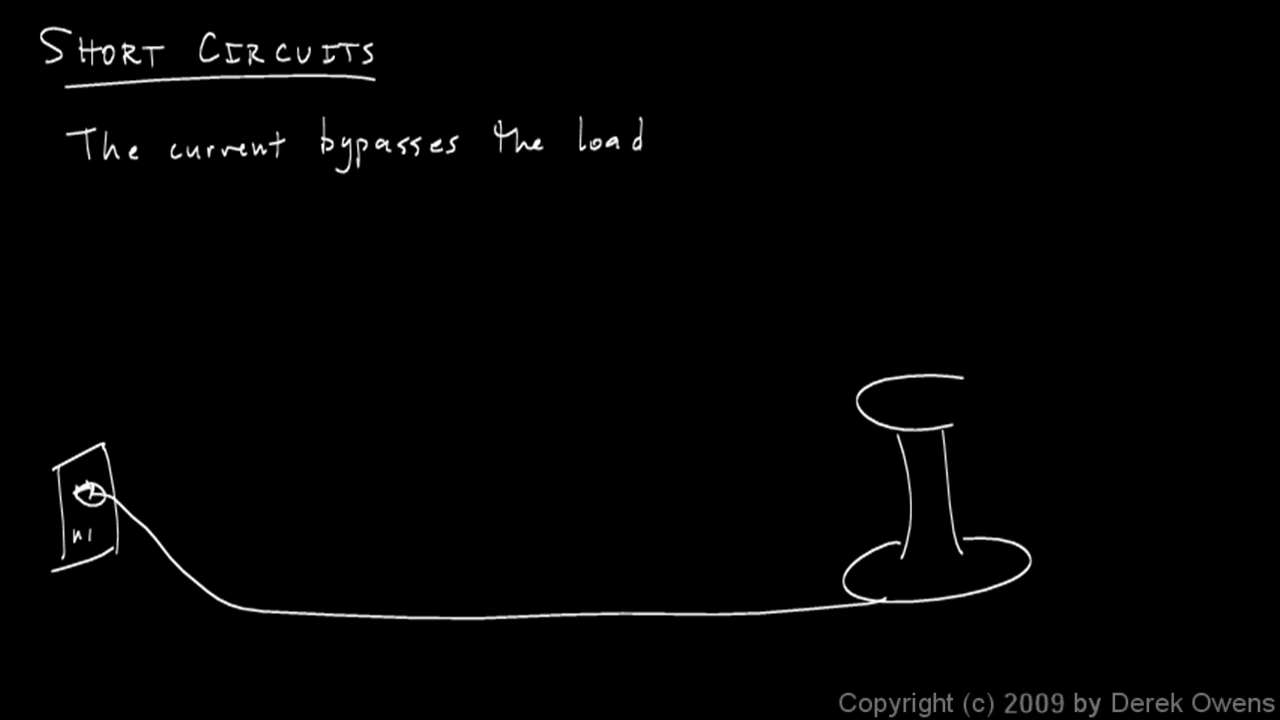 SHORT CIRCUITS
The current bypasses the load
Copyright (c) 2009 by Derek Owens